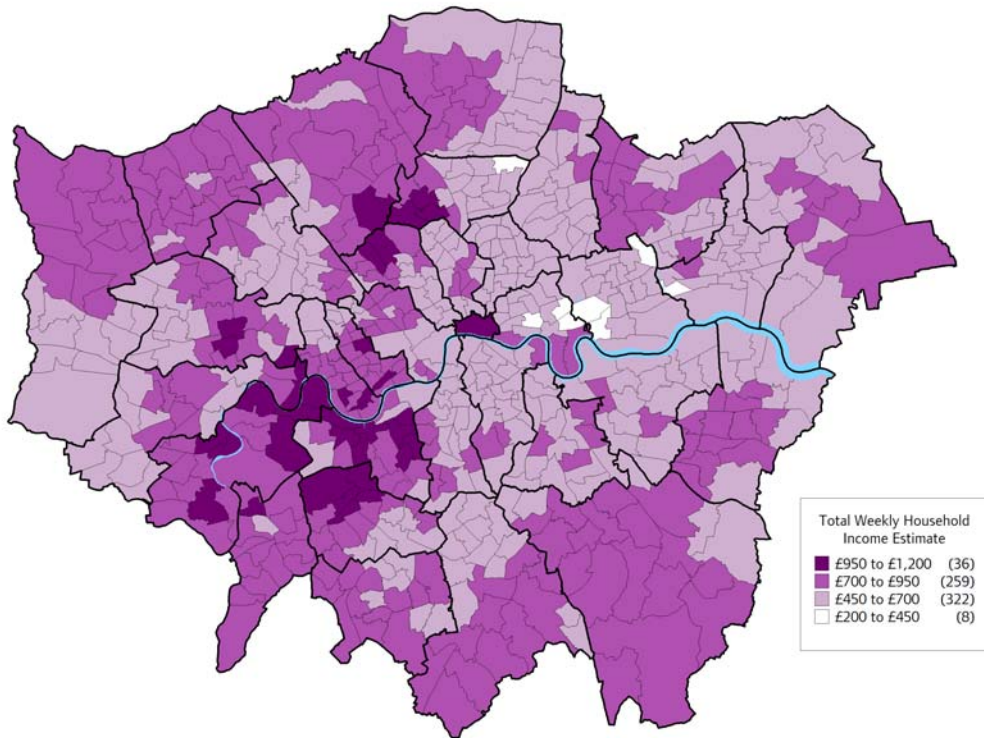 Total Weekly Household
Income Estimate
£950 to £1,200 (36)
£700 to £950 (259)
£450 to £700 (322)
£200 to £450 (8)